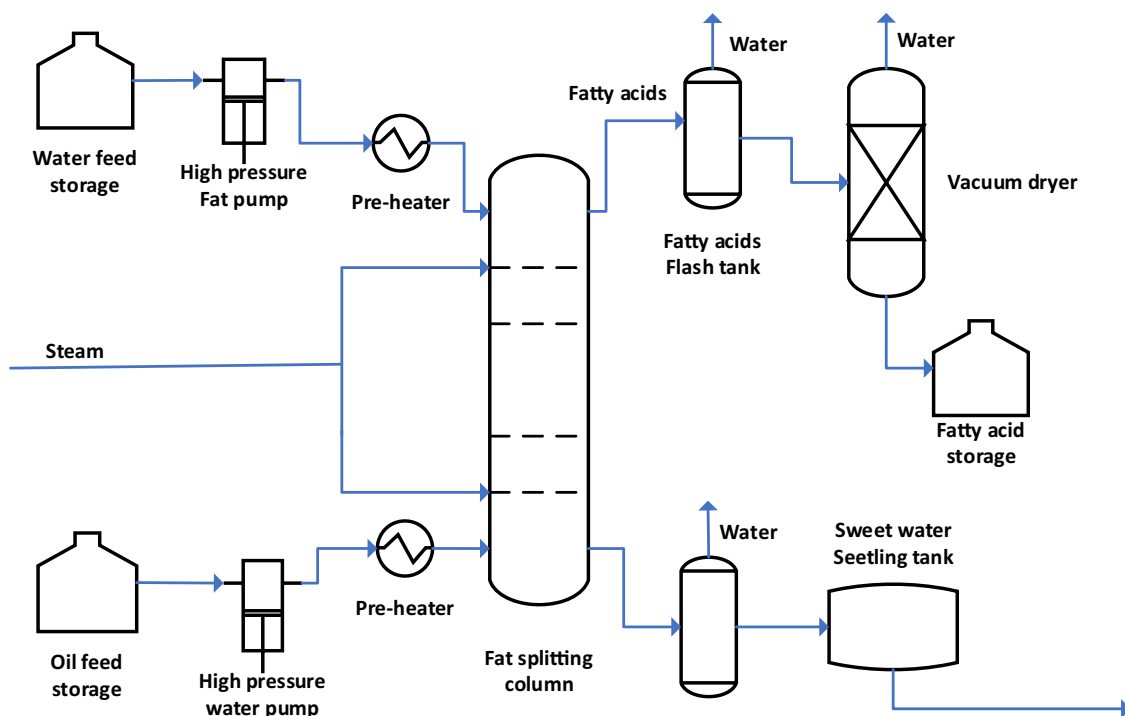 Water
Water
Fatty acids
Water feed
storage
High pressure
Fat pump
Pre-heater
Vacuum dryer
Fatty acids
Flash tank
Steam
Fatty acid
storage
Water
Sweet water
Seetling tank
Pre-heater
Oil feed
storage
High pressure
water pump
Fat splitting
column